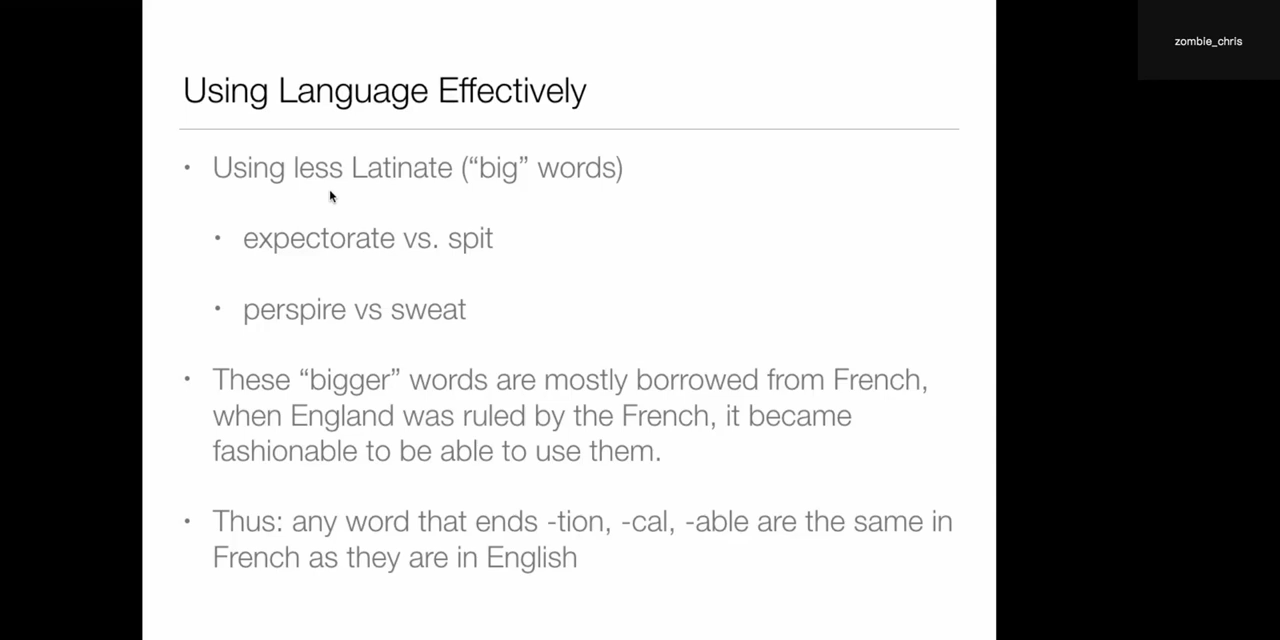 zombie_chris
Using Language Effectively
• Using less Latinate (“big” words)
• expectorate vs. spit
• perspire vs sweat
• These “bigger” words are mostly borrowed from French,
when England was ruled by the French, it became
fashionable to be able to use them.
• Thus: any word that ends -tion, -cal, -able are the same in
French as they are in English